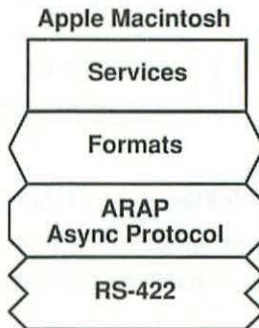 Apple Macintosh
Services
Formats
ARAP
Async Protocol
RS-422